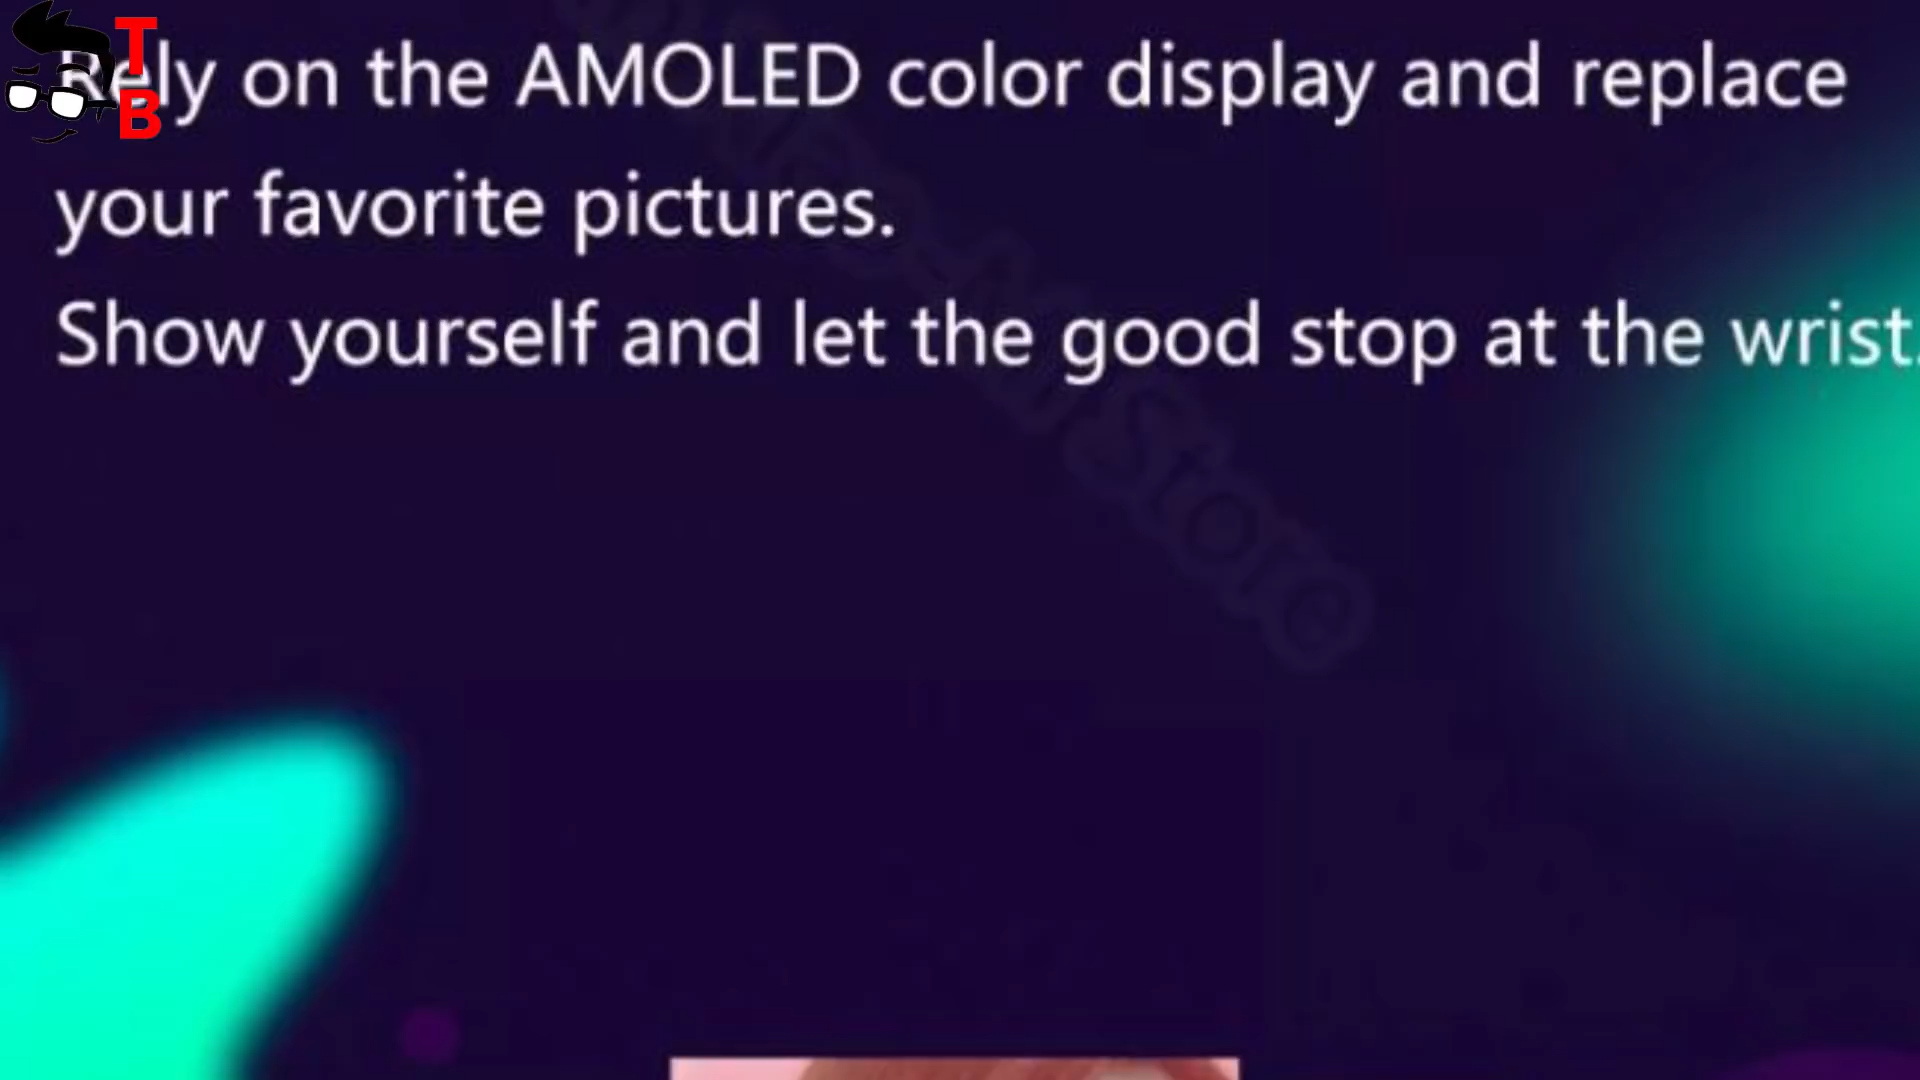 TB
Rely on the AMOLED color display and replace
your favorite pictures.
Show yourself and let the good stop at the wrist.